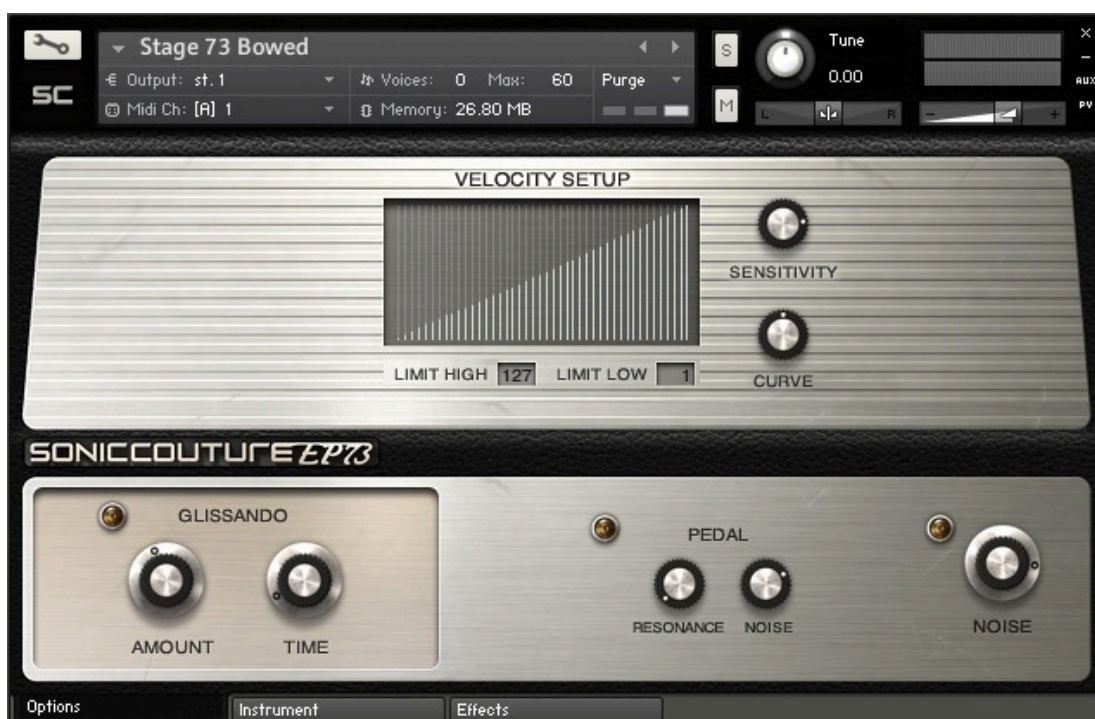 Stage 73 Bowed
S
Tune
0.00
×
−
AUX
PV
SC
Output: st. 1
Voices: 0 Max: 60
Purge
Midi Ch: [A] 1
Memory: 26.80 MB
M
L R
− +
VELOCITY SETUP
SENSITIVITY
LIMIT HIGH 127 LIMIT LOW 1
CURVE
SONICCOUTURE EP73
GLISSANDO
PEDAL
RESONANCE NOISE
NOISE
AMOUNT TIME
Options Instrument Effects